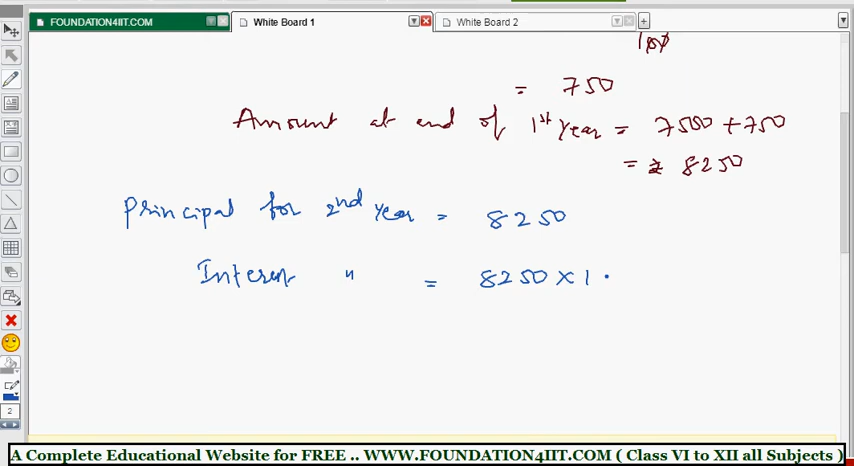 FOUNDATION4IIT.COM White Board 1 White Board 2
= 750
Amount at end of 1st year = 7500 + 750
= 8250
Principal for 2nd year = 8250
Interest " = 8250 × 1
2
A Complete Educational Website for FREE .. WWW.FOUNDATION4IIT.COM ( Class VI to XII all Subjects )